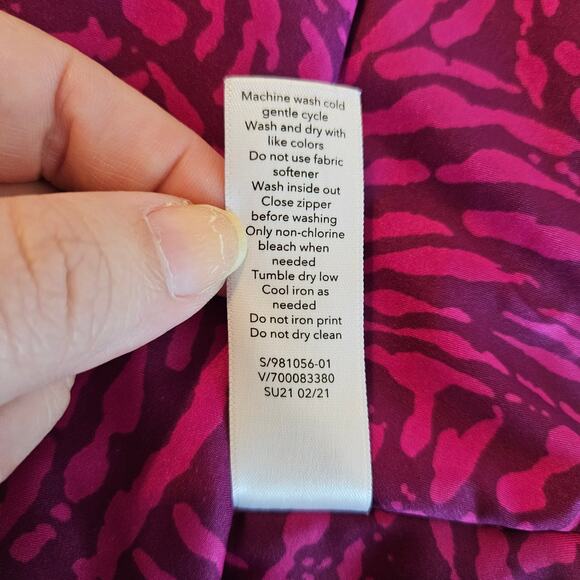 Machine wash cold
gentle cycle
Wash and dry with
like colors
Do not use fabric
softener
Wash inside out
Close zipper
before washing
Only non-chlorine
bleach when
needed
Tumble dry low
Cool iron as
needed
Do not iron print
Do not dry clean
S/981056-01
V/700083380
SU21 02/21